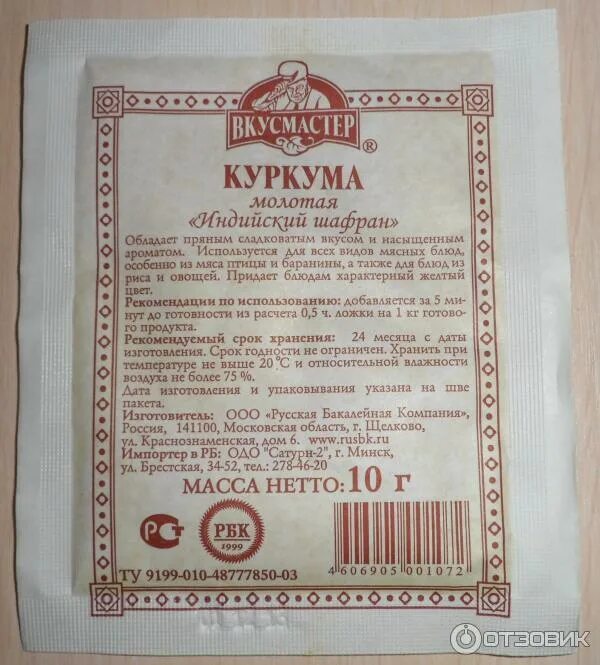 ВКУСМАСТЕР
®
КУРКУМА
молотая
«Индийский шафран»
Обладает пряным сладковатым вкусом и насыщенным
ароматом. Используется для всех видов мясных блюд,
особенно из мяса птицы и баранины, а также для блюд из
риса и овощей. Придает блюдам характерный желтый
цвет.
Рекомендации по использованию: добавляется за 5 ми-
нут до готовности из расчета 0,5 ч. ложки на 1 кг готово-
го продукта.
Рекомендуемый срок хранения: 24 месяца с даты
изготовления. Срок годности не ограничен. Хранить при
температуре не выше 20°С и относительной влажности
воздуха не более 75 %.
Дата изготовления и упаковывания указана на шве
пакета.
Изготовитель: ООО «Русская Бакалейная Компания»,
Россия, 141100, Московская область, г. Щелково,
ул. Краснознаменская, дом 6. www.rusbk.ru
Импортер в РБ: ОДО "Сатурн-2", г. Минск,
ул. Брестская, 34-52, тел.: 278-46-20
МАССА НЕТТО: 10 г
РСТ
РБК
1999
4 606905 001072
ТУ 9199-010-48777850-03
ОТЗОВИК